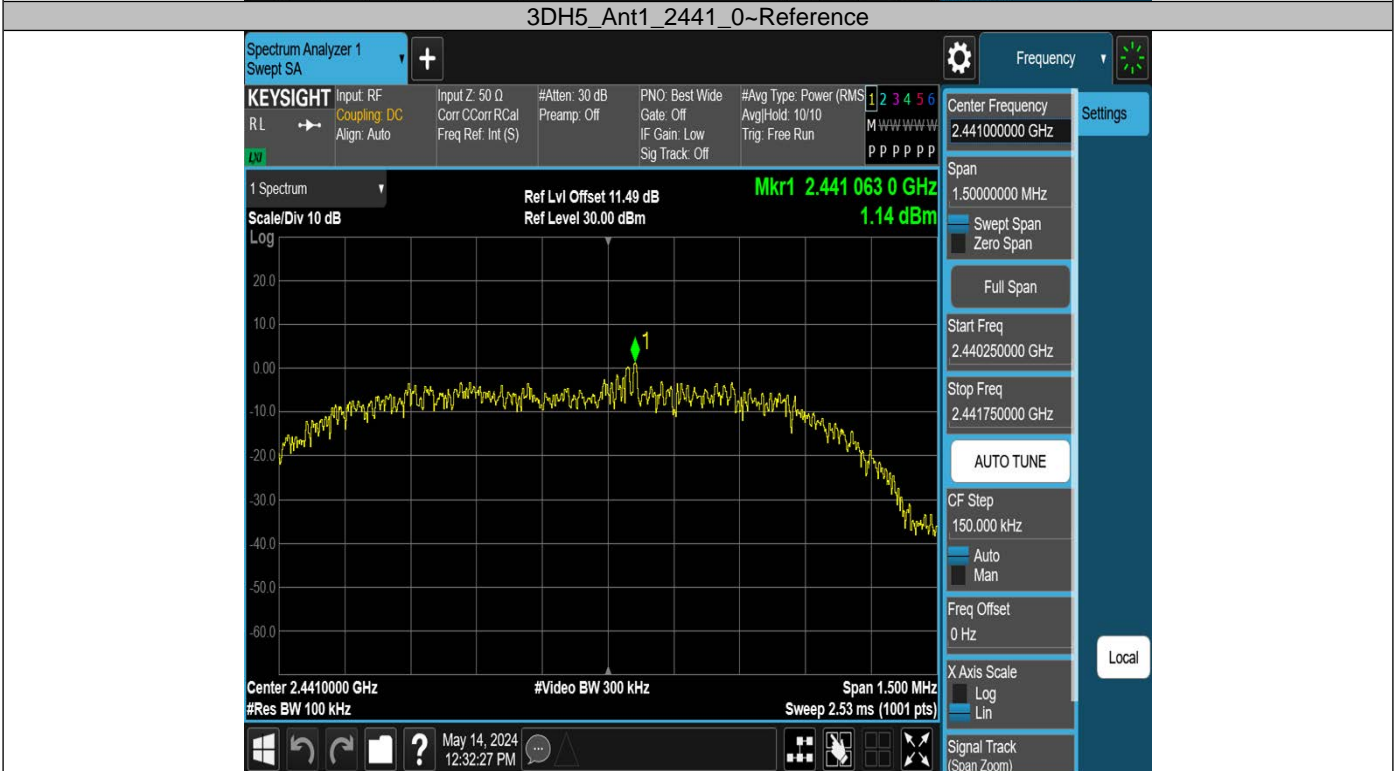 3DH5_Ant1_2441_0~Reference
Spectrum Analyzer 1
Swept SA
+
Frequency
KEYSIGHT
RL
LXI
Input: RF
Coupling: DC
Align: Auto
Input Z: 50 Ω
Corr CCorr RCal
Freq Ref: Int (S)
#Atten: 30 dB
Preamp: Off
PNO: Best Wide
Gate: Off
IF Gain: Low
Sig Track: Off
#Avg Type: Power (RMS
Avg|Hold: 10/10
Trig: Free Run
1 2 3 4 5 6
M W W W W W
P P P P P P
Center Frequency
2.441000000 GHz
Settings
1 Spectrum
Scale/Div 10 dB
Log
Ref Lvl Offset 11.49 dB
Ref Level 30.00 dBm
Mkr1 2.441 063 0 GHz
1.14 dBm
20.0
10.0
0.00
-10.0
-20.0
-30.0
-40.0
-50.0
-60.0
1
Span
1.50000000 MHz
Swept Span
Zero Span
Full Span
Start Freq
2.440250000 GHz
Stop Freq
2.441750000 GHz
AUTO TUNE
CF Step
150.000 kHz
Auto
Man
Freq Offset
0 Hz
X Axis Scale
Log
Lin
Local
Signal Track
(Span Zoom)
Center 2.4410000 GHz
#Res BW 100 kHz
#Video BW 300 kHz
Span 1.500 MHz
Sweep 2.53 ms (1001 pts)
?
May 14, 2024
12:32:27 PM